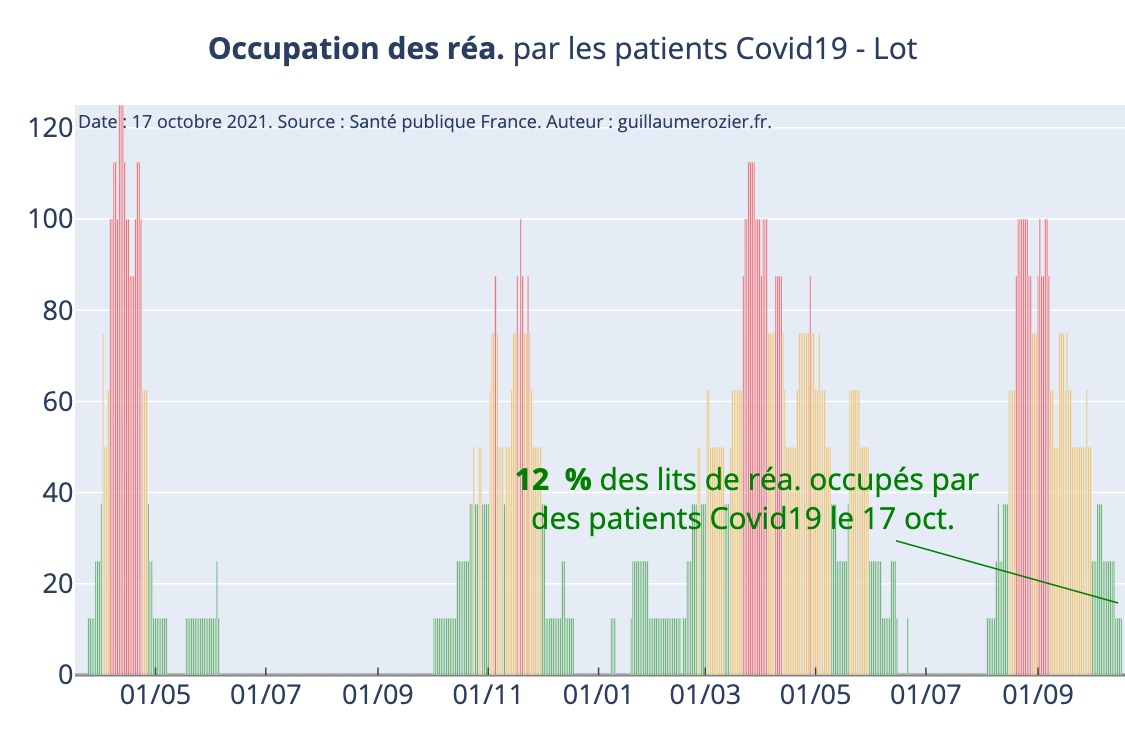 Occupation des réa. par les patients Covid19 - Lot
Date : 17 octobre 2021. Source : Santé publique France. Auteur : guillaumerozier.fr.
120
100
80
60
40
20
0
12 % des lits de réa. occupés par
des patients Covid19 le 17 oct.
01/05 01/07 01/09 01/11 01/01 01/03 01/05 01/07 01/09